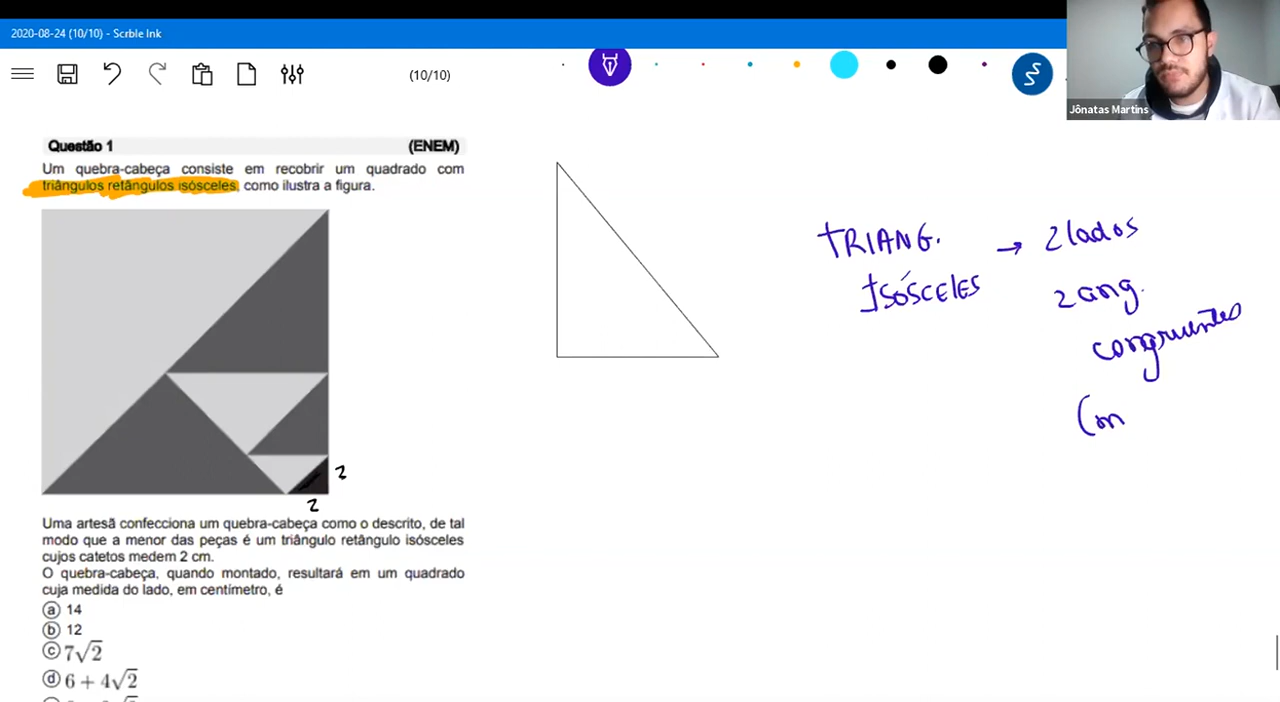 2020-08-24 (10/10) - Scrble Ink
(10/10)
Jônatas Martins
Questão 1 (ENEM)
Um quebra-cabeça consiste em recobrir um quadrado com
triângulos retângulos isósceles, como ilustra a figura.
2
2
Uma artesã confecciona um quebra-cabeça como o descrito, de tal
modo que a menor das peças é um triângulo retângulo isósceles
cujos catetos medem 2 cm.
O quebra-cabeça, quando montado, resultará em um quadrado
cuja medida do lado, em centímetro, é
a 14
b 12
c 7√2
d 6 + 4√2
TRIANG. → 2 lados
ISÓSCELES 2 ang.
congruentes
(m